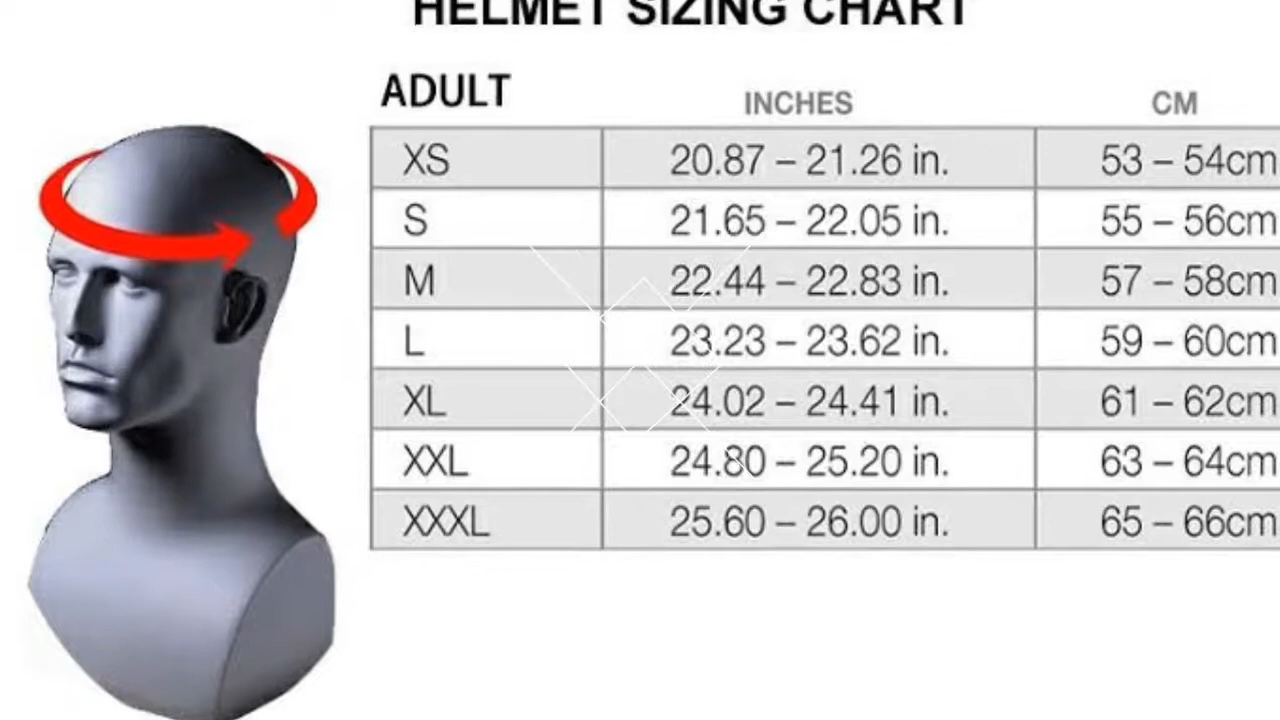 HELMET SIZING CHART
ADULT INCHES CM
XS 20.87 – 21.26 in. 53 – 54cm
S 21.65 – 22.05 in. 55 – 56cm
M 22.44 – 22.83 in. 57 – 58cm
L 23.23 – 23.62 in. 59 – 60cm
XL 24.02 – 24.41 in. 61 – 62cm
XXL 24.80 – 25.20 in. 63 – 64cm
XXXL 25.60 – 26.00 in. 65 – 66cm